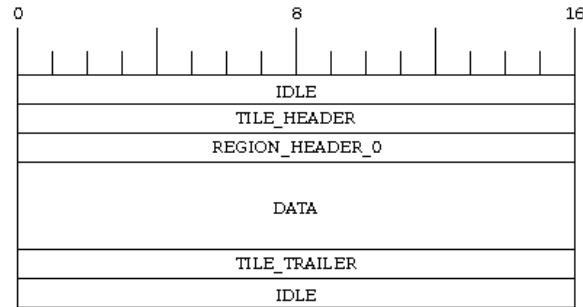 0 8 16
IDLE
TILE_HEADER
REGION_HEADER_0
DATA
TILE_TRAILER
IDLE